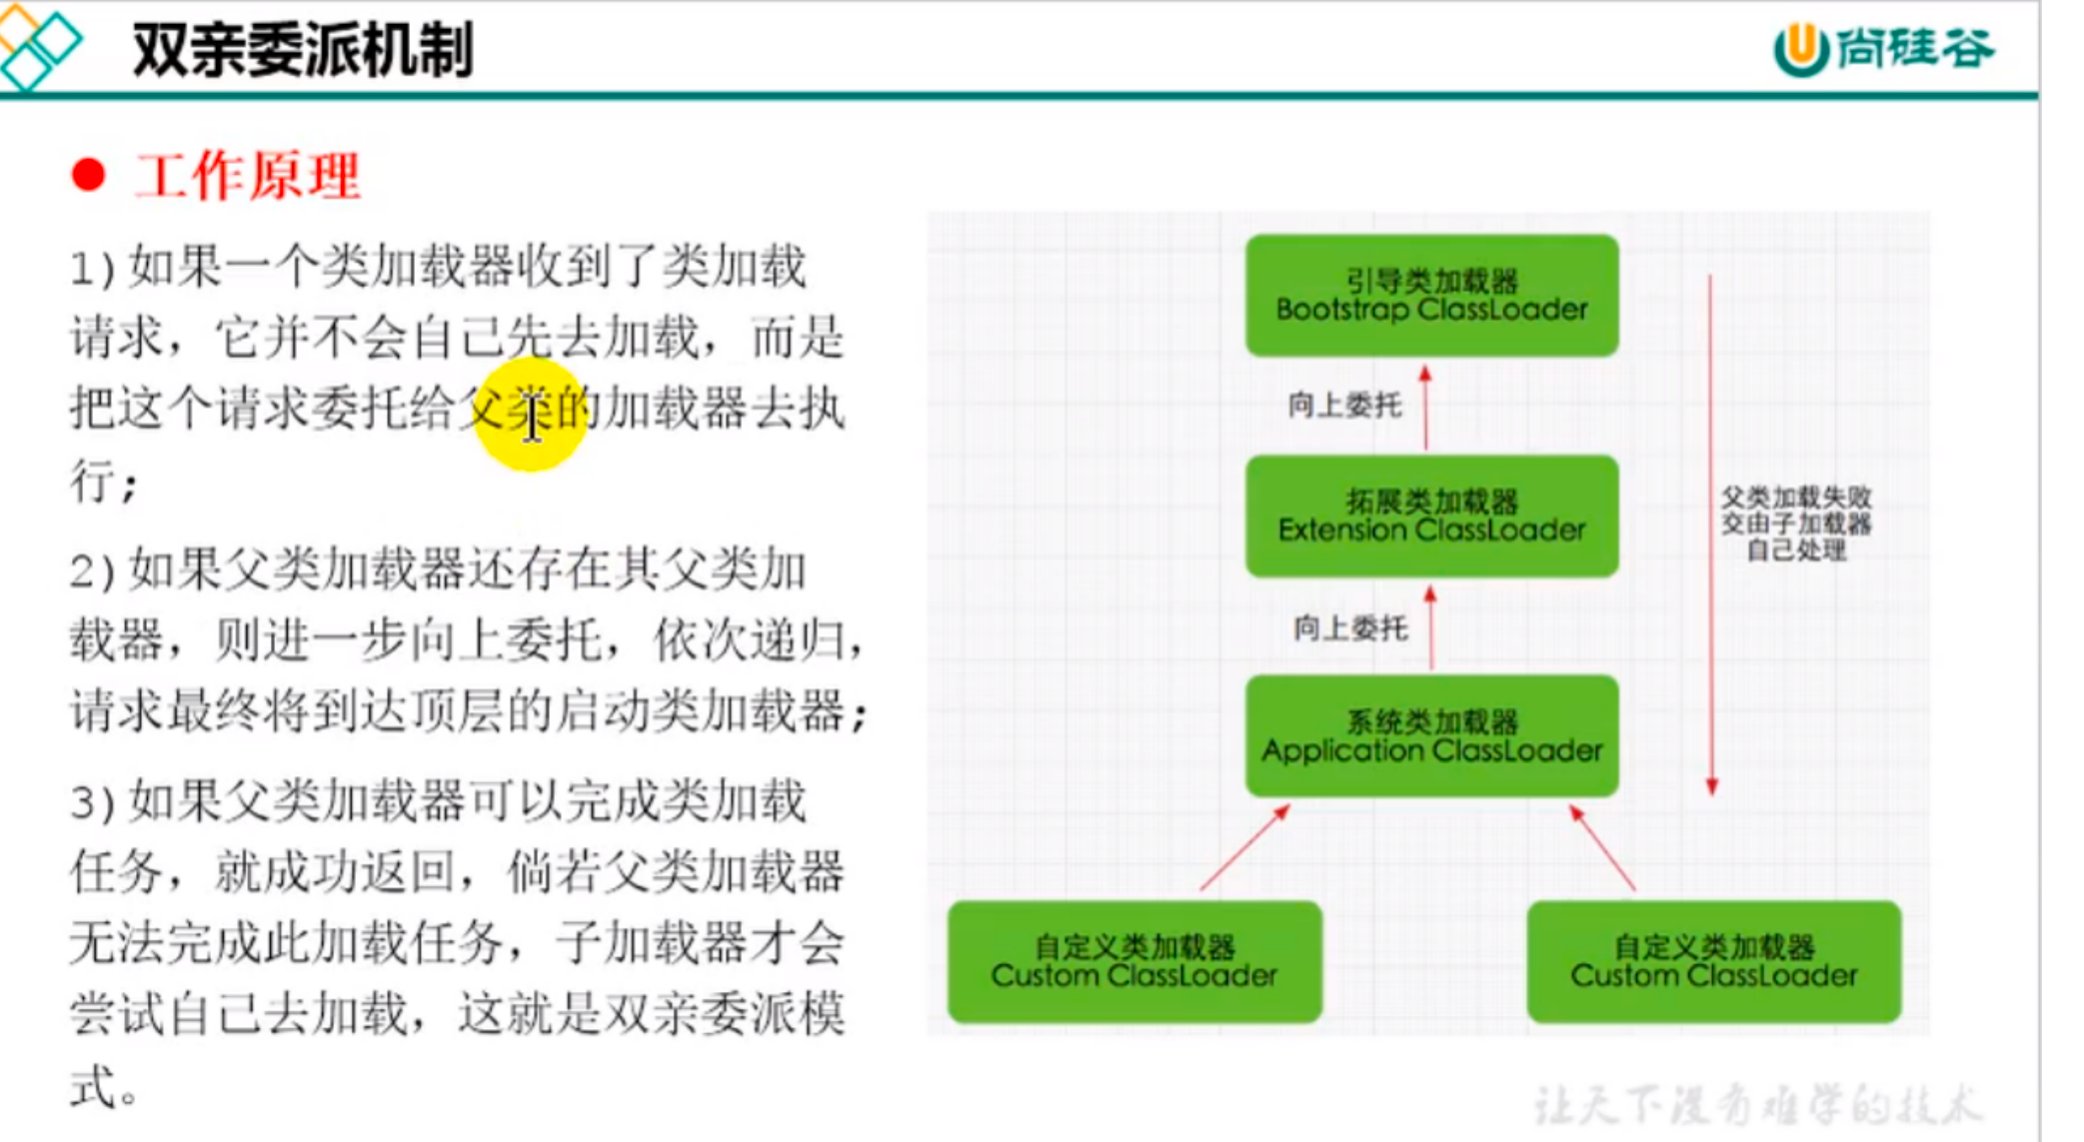 双亲委派机制
尚硅谷
工作原理
1)如果一个类加载器收到了类加载
请求，它并不会自己先去加载，而是
把这个请求委托给父类的加载器去执
行；
2)如果父类加载器还存在其父类加
载器，则进一步向上委托，依次递归，
请求最终将到达顶层的启动类加载器；
3)如果父类加载器可以完成类加载
任务，就成功返回，倘若父类加载器
无法完成此加载任务，子加载器才会
尝试自己去加载，这就是双亲委派模
式。
引导类加载器
Bootstrap ClassLoader
向上委托
拓展类加载器
Extension ClassLoader
父类加载失败
交由子加载器
自己处理
向上委托
系统类加载器
Application ClassLoader
自定义类加载器
Custom ClassLoader
自定义类加载器
Custom ClassLoader
让天下没有难学的技术